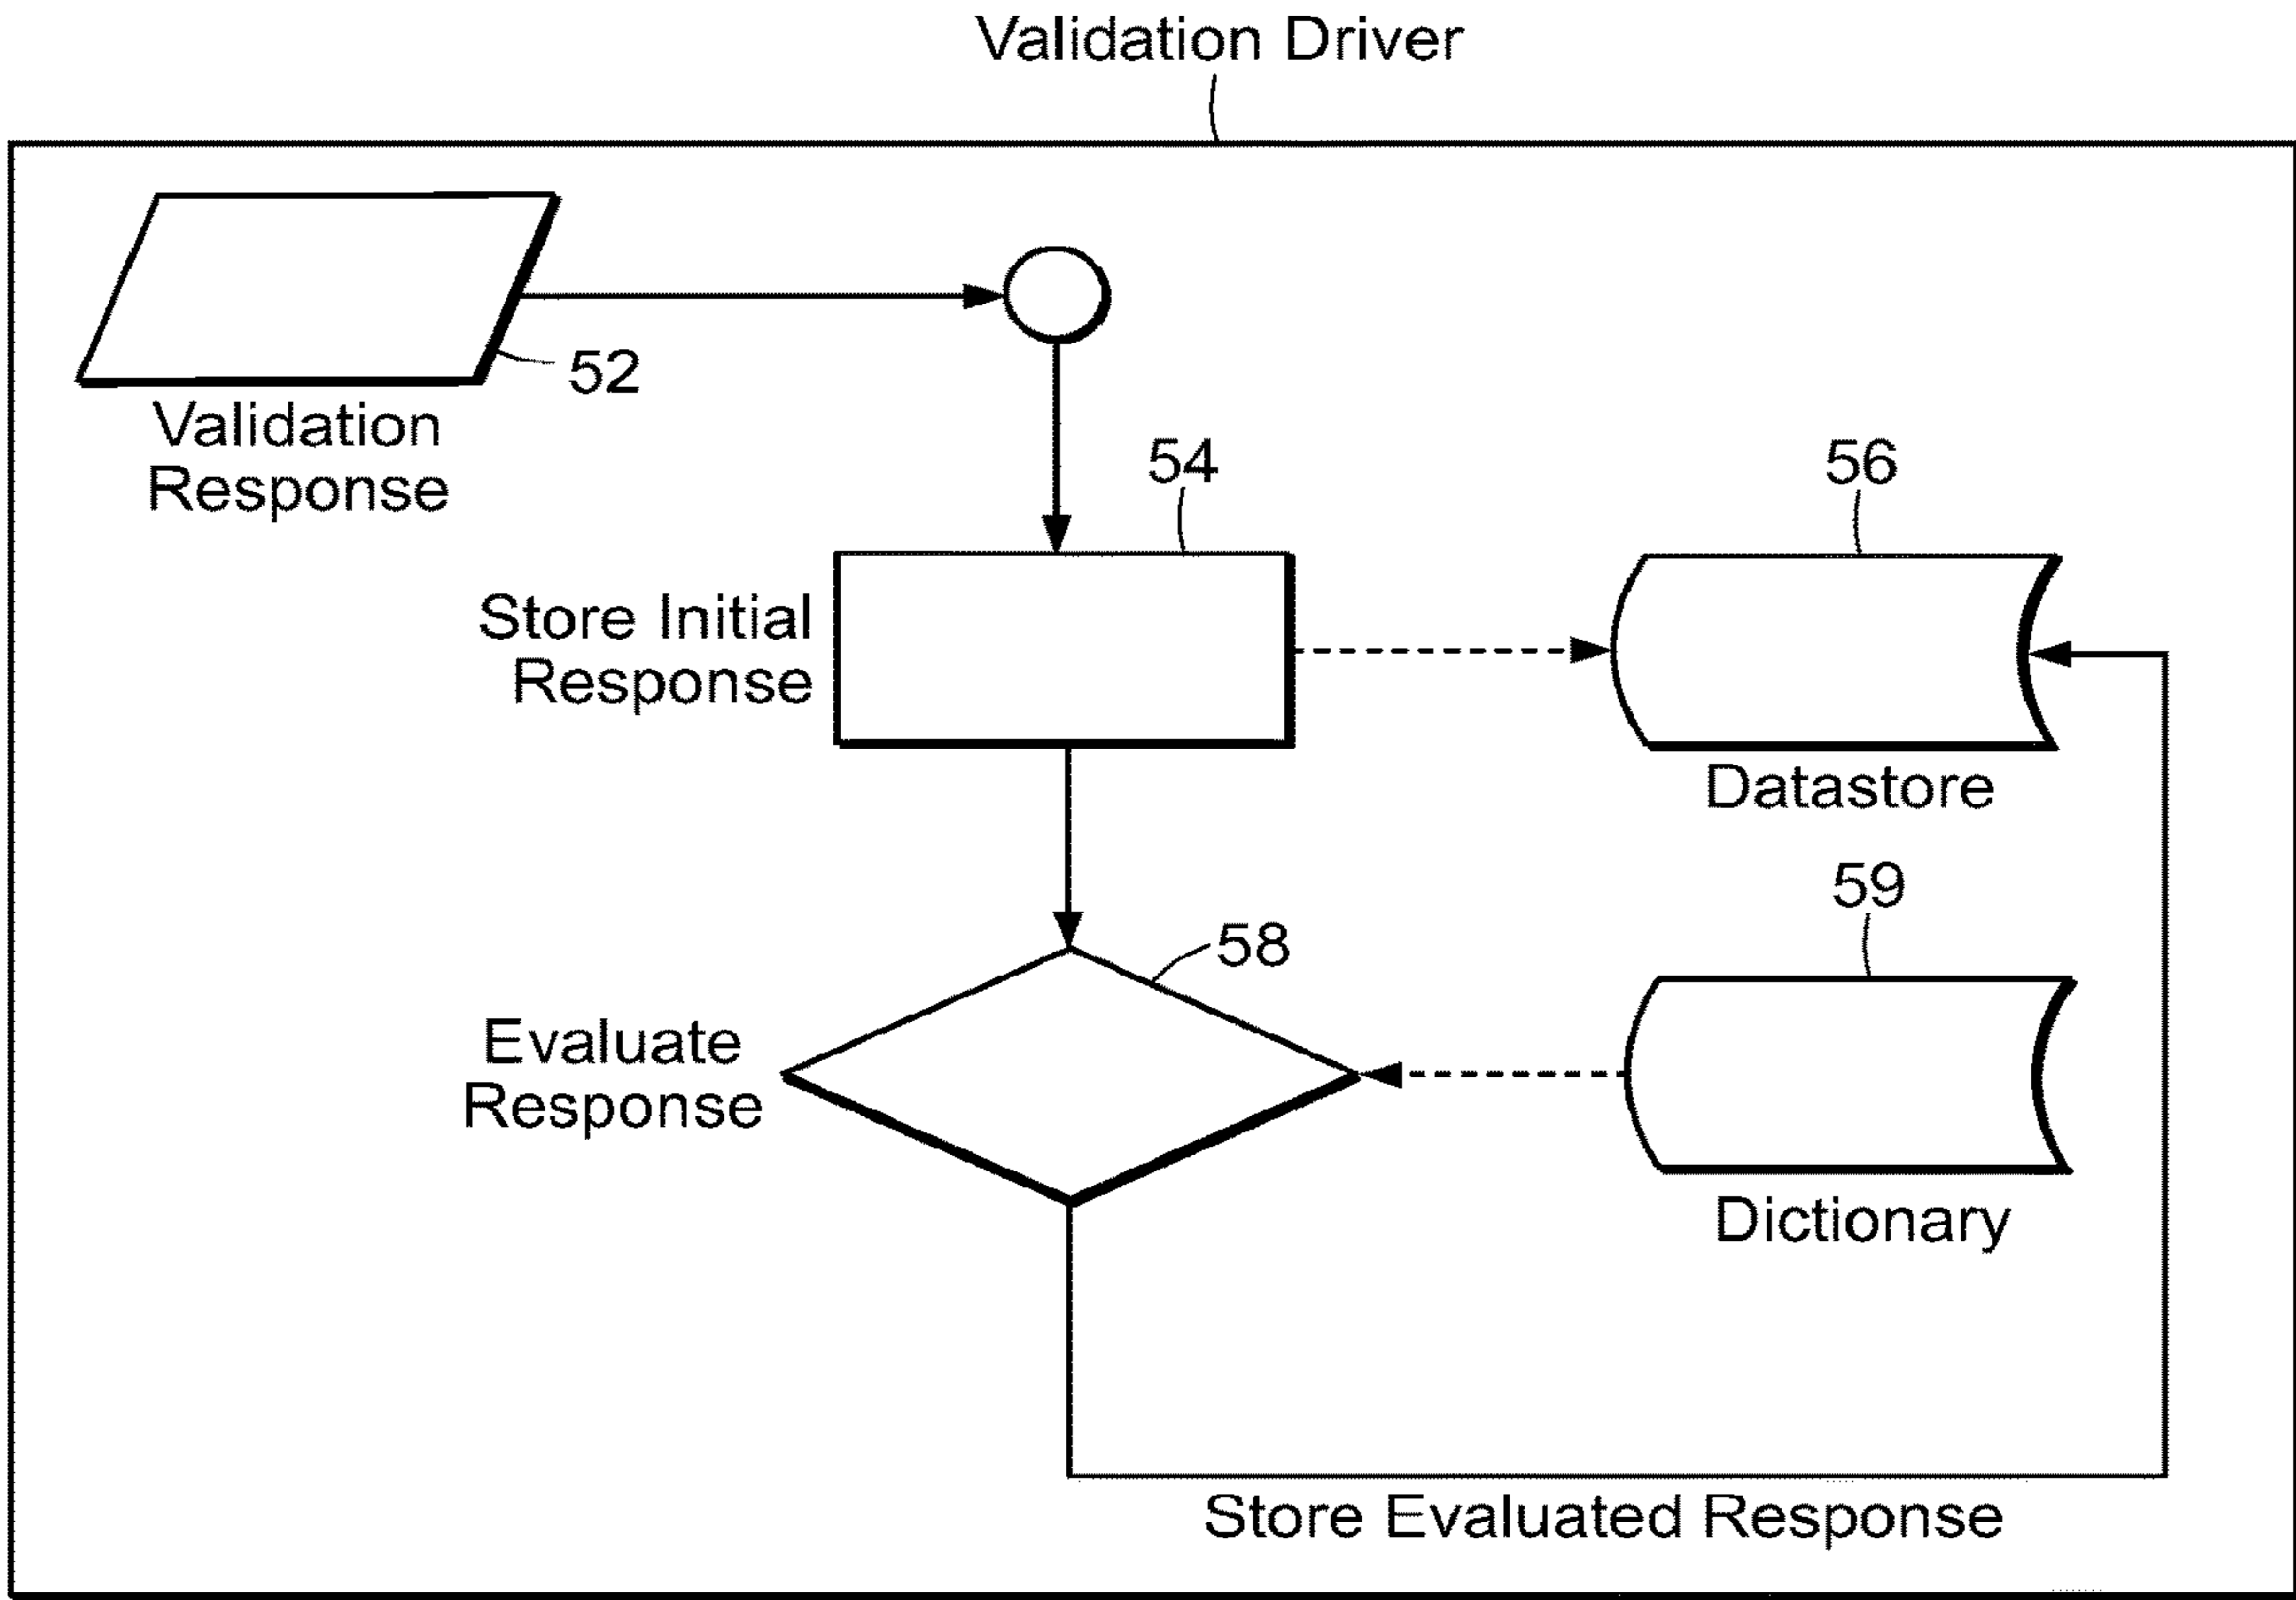 Validation Driver
52
Validation
Response
54
56
Store Initial
Response
Datastore
59
58
Evaluate
Response
Dictionary
Store Evaluated Response